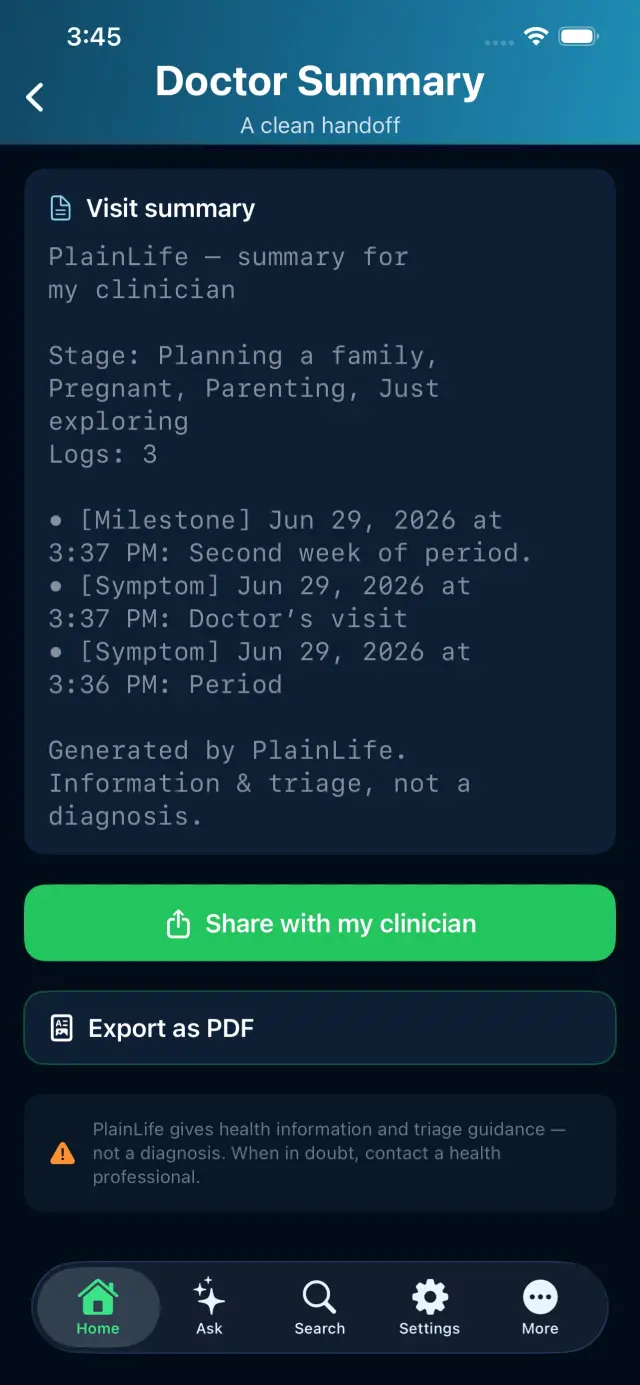 3:45
Doctor Summary
A clean handoff
Visit summary
PlainLife — summary for
my clinician
Stage: Planning a family,
Pregnant, Parenting, Just
exploring
Logs: 3
• [Milestone] Jun 29, 2026 at
3:37 PM: Second week of period.
• [Symptom] Jun 29, 2026 at
3:37 PM: Doctor’s visit
• [Symptom] Jun 29, 2026 at
3:36 PM: Period
Generated by PlainLife.
Information & triage, not a
diagnosis.
Share with my clinician
Export as PDF
PlainLife gives health information and triage guidance —
not a diagnosis. When in doubt, contact a health
professional.
Home
Ask
Search
Settings
More